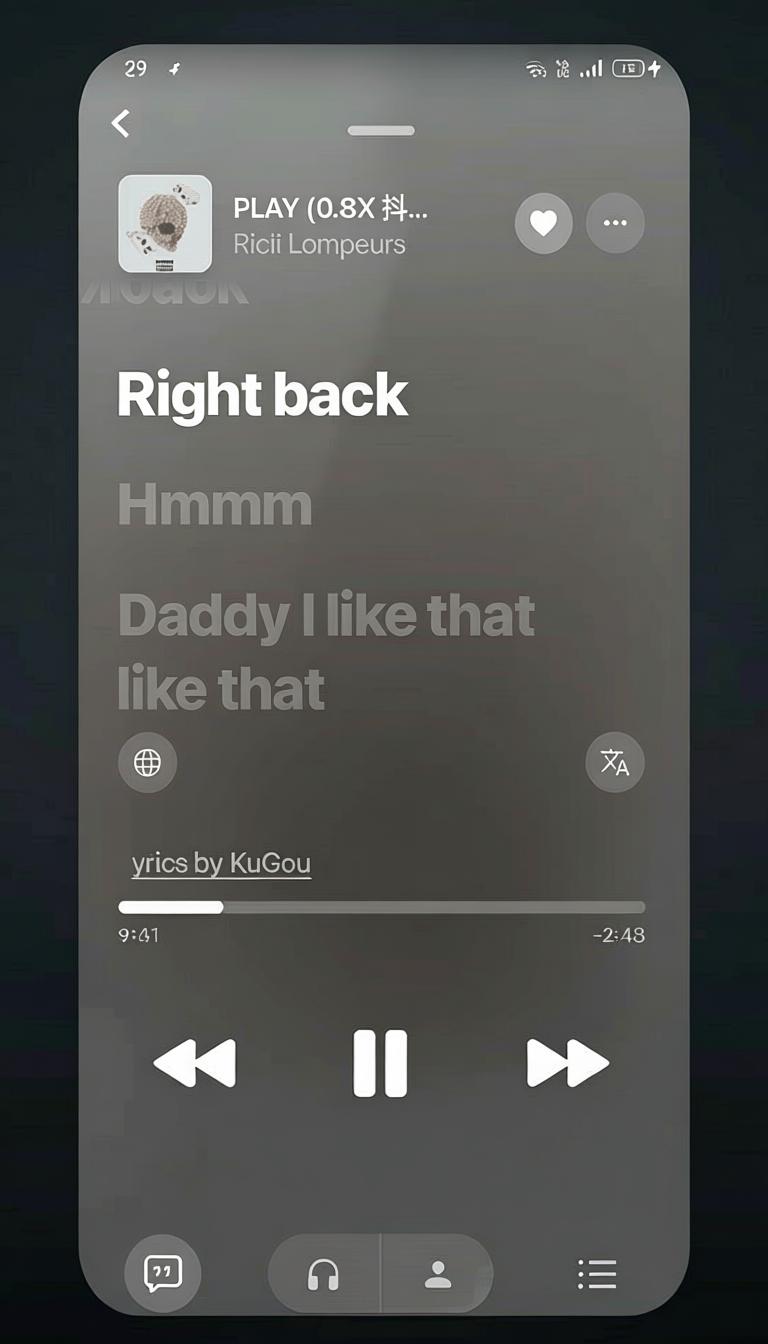 29
PLAY (0.8X 抖...
Ricii Lompeurs
Right back
Hmmm
Daddy I like that
like that
yrics by KuGou
9:41
-2:48